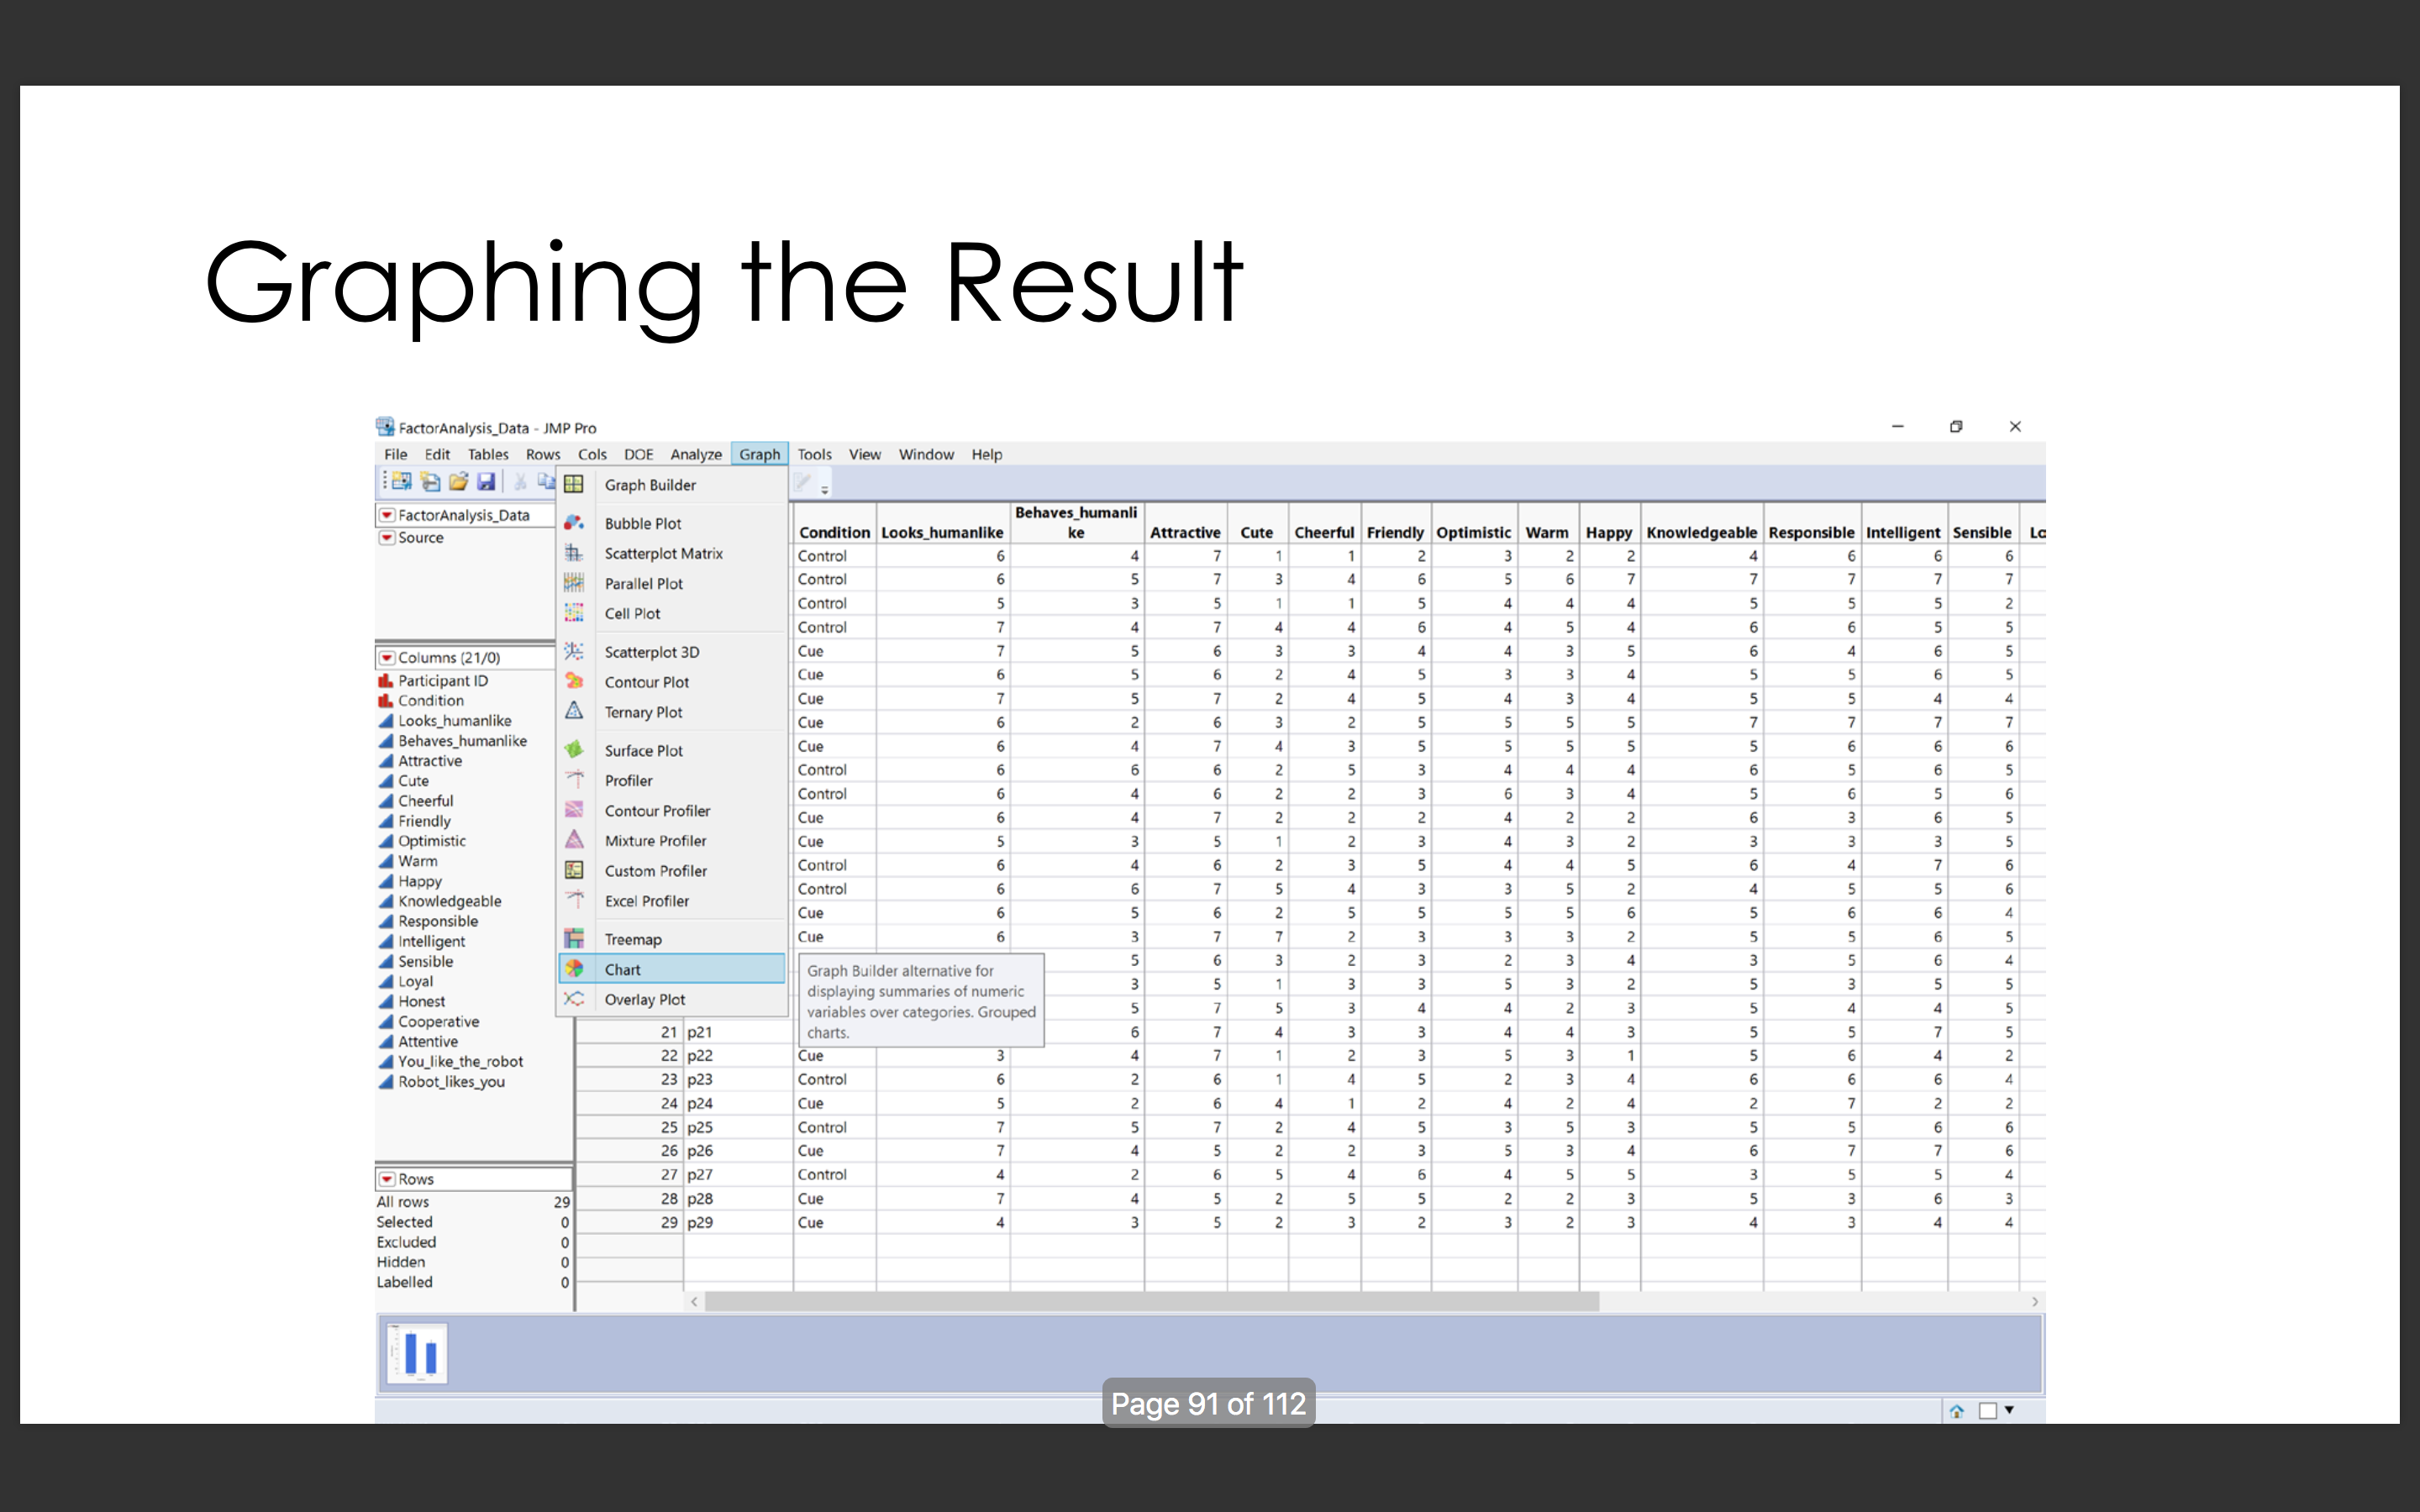 Graphing the Result
FactorAnalysis_Data - JMP Pro
File Edit Tables Rows Cols DOE Analyze Graph Tools View Window Help
Graph Builder
Bubble Plot
Scatterplot Matrix
Parallel Plot
Cell Plot
Scatterplot 3D
Contour Plot
Ternary Plot
Surface Plot
Profiler
Contour Profiler
Mixture Profiler
Custom Profiler
Excel Profiler
Treemap
Chart
Overlay Plot
Graph Builder alternative for
displaying summaries of numeric
variables over categories. Grouped
charts.
FactorAnalysis_Data
Source
Columns (21/0)
Participant ID
Condition
Looks_humanlike
Behaves_humanlike
Attractive
Cute
Cheerful
Friendly
Optimistic
Warm
Happy
Knowledgeable
Responsible
Intelligent
Sensible
Loyal
Honest
Cooperative
Attentive
You_like_the_robot
Robot_likes_you
Rows
All rows 29
Selected 0
Excluded 0
Hidden 0
Labelled 0
Condition Looks_humanlike Behaves_humanli
ke Attractive Cute Cheerful Friendly Optimistic Warm Happy Knowledgeable Responsible Intelligent Sensible Lo
Control 6 4 7 1 1 2 3 2 2 4 6 6 6
Control 6 5 7 3 4 6 5 6 7 7 7 7 7
Control 5 3 5 1 1 5 4 4 4 5 5 5 2
Control 7 4 7 4 4 6 4 5 4 6 6 5 5
Cue 7 5 6 3 3 4 4 3 5 6 4 6 5
Cue 6 5 6 2 4 5 3 3 4 5 5 6 5
Cue 7 5 7 2 4 5 4 3 4 5 5 4 4
Cue 6 2 6 3 2 5 5 5 5 7 7 7 7
Cue 6 4 7 4 3 5 5 5 5 5 6 6 6
Control 6 6 6 2 5 3 4 4 4 6 5 6 5
Control 6 4 6 2 2 3 6 3 4 5 6 5 6
Cue 6 4 7 2 2 2 4 2 2 6 3 6 5
Cue 5 3 5 1 2 3 4 3 2 3 3 3 5
Control 6 4 6 2 3 5 4 4 5 6 4 7 6
Control 6 6 7 5 4 3 3 5 2 4 5 5 6
Cue 6 5 6 2 5 5 5 5 6 5 6 6 4
Cue 6 3 7 7 2 3 3 3 2 5 5 6 5
5 6 3 2 3 2 3 4 3 5 6 4
3 5 1 3 3 5 3 2 5 3 5 5
5 7 5 3 4 4 2 3 5 4 4 5
21 p21 6 7 4 3 3 4 4 3 5 5 7 5
22 p22 Cue 3 4 7 1 2 3 5 3 1 5 6 4 2
23 p23 Control 6 2 6 1 4 5 2 3 4 6 6 6 4
24 p24 Cue 5 2 6 4 1 2 4 2 4 2 7 2 2
25 p25 Control 7 5 7 2 4 5 3 5 3 5 5 6 6
26 p26 Cue 7 4 5 2 2 3 5 3 4 6 7 7 6
27 p27 Control 4 2 6 5 4 6 4 5 5 3 5 5 4
28 p28 Cue 7 4 5 2 5 5 2 2 3 5 3 6 3
29 p29 Cue 4 3 5 2 3 2 3 2 3 4 3 4 4
Page 91 of 112